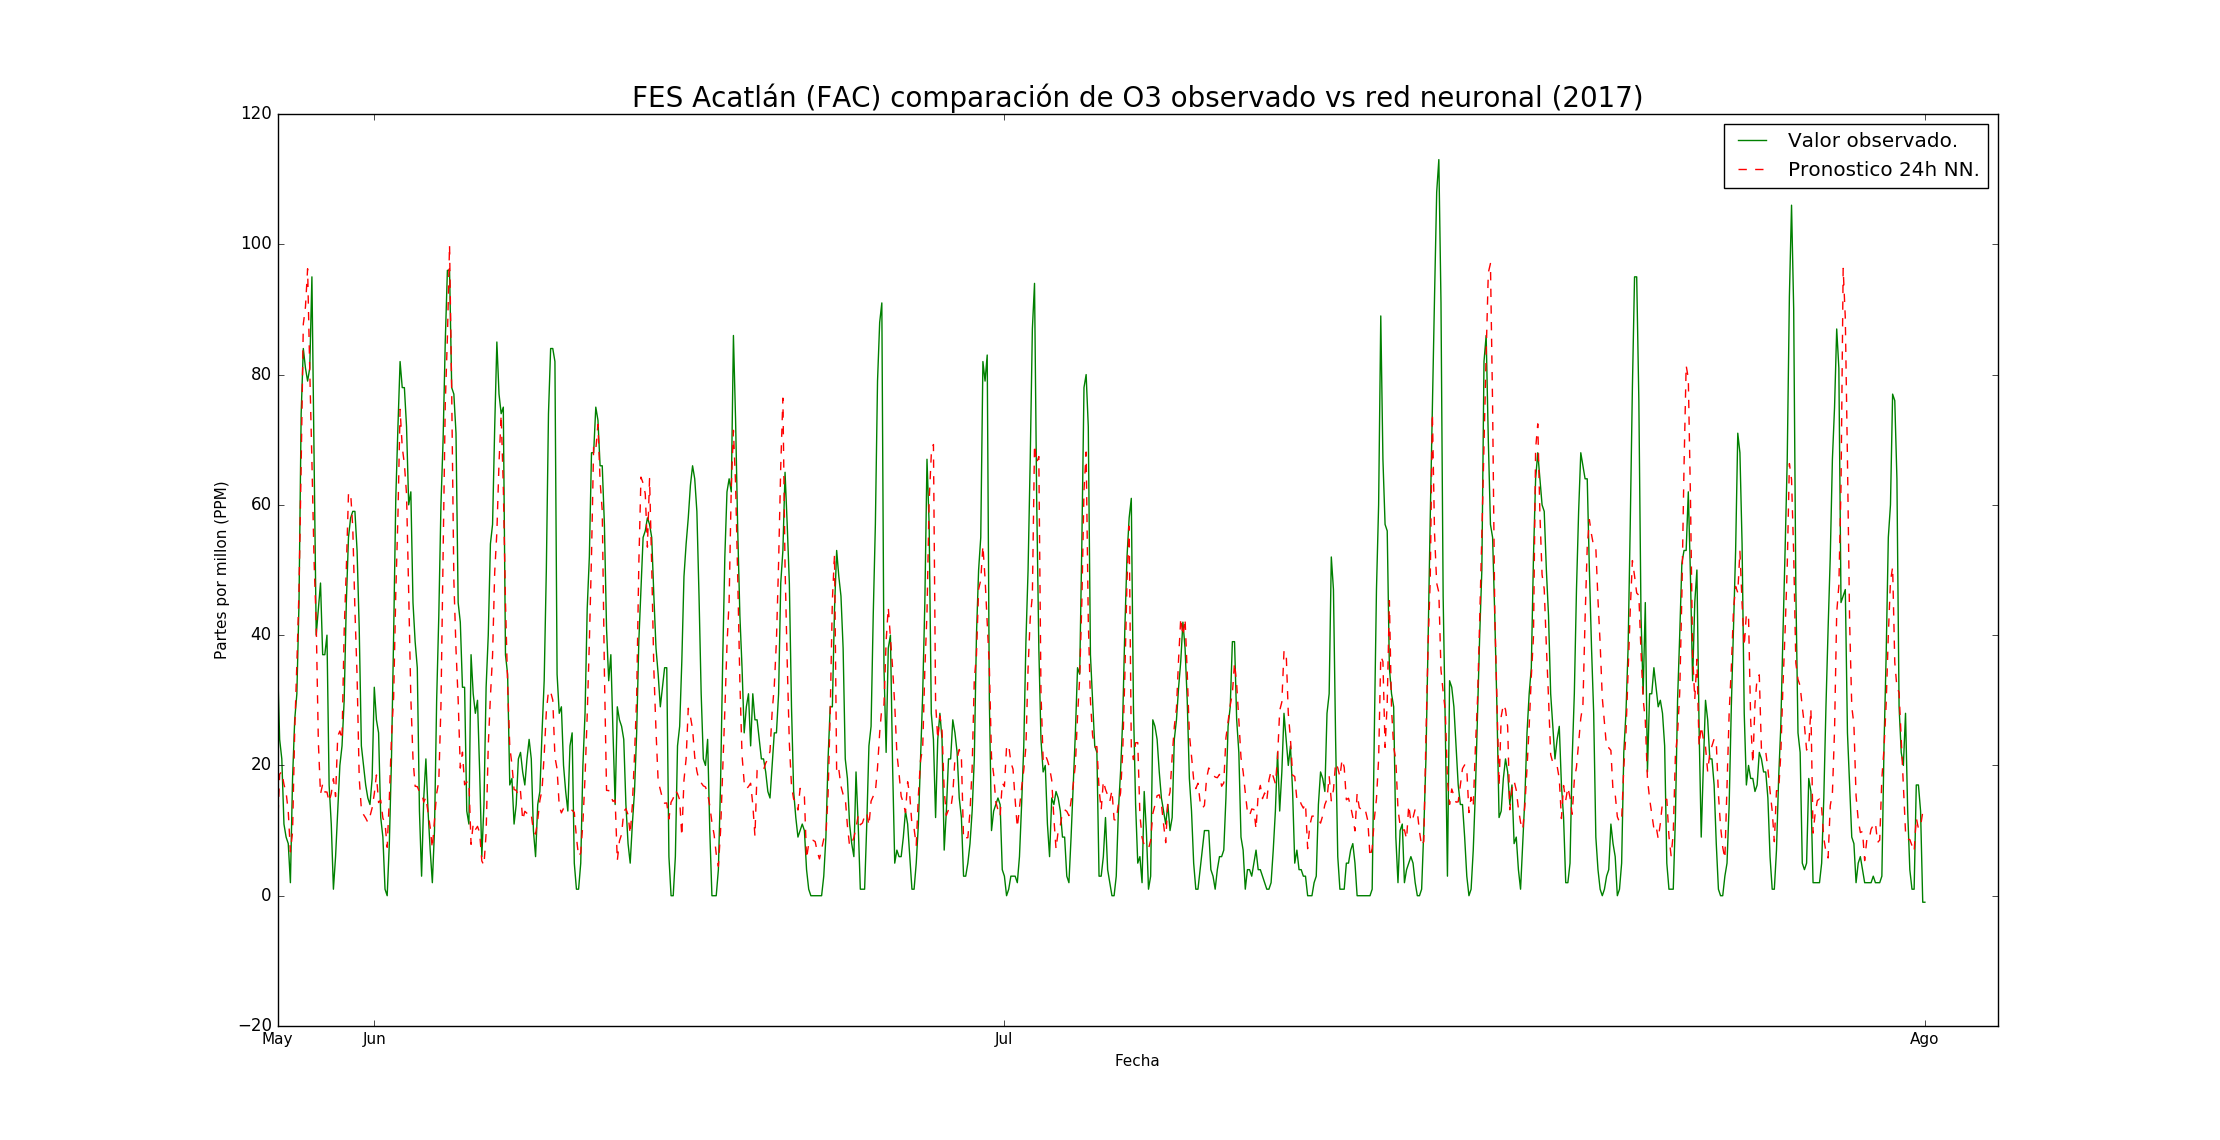 FES Acatlán (FAC) comparación de O3 observado vs red neuronal (2017)
Valor observado.
Pronostico 24h NN.
120
100
80
60
40
20
0
−20
Partes por millon (PPM)
May Jun Jul Ago
Fecha